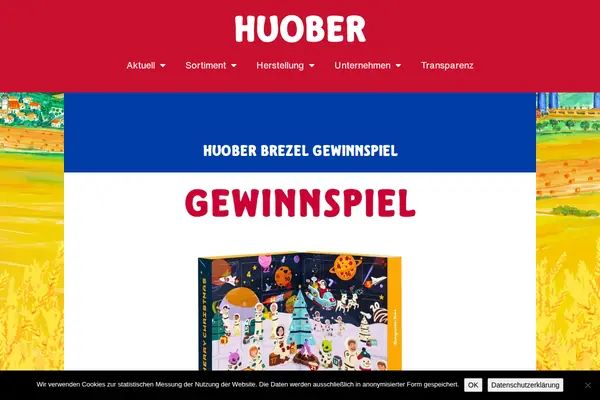 HUOBER
Aktuell Sortiment Herstellung Unternehmen Transparenz
HUOBER BREZEL GEWINNSPIEL
GEWINNSPIEL
MERRY CHRISTMAS
Wir verwenden Cookies zur statistischen Messung der Nutzung der Website. Die Daten werden ausschließlich in anonymisierter Form gespeichert. OK Datenschutzerklärung